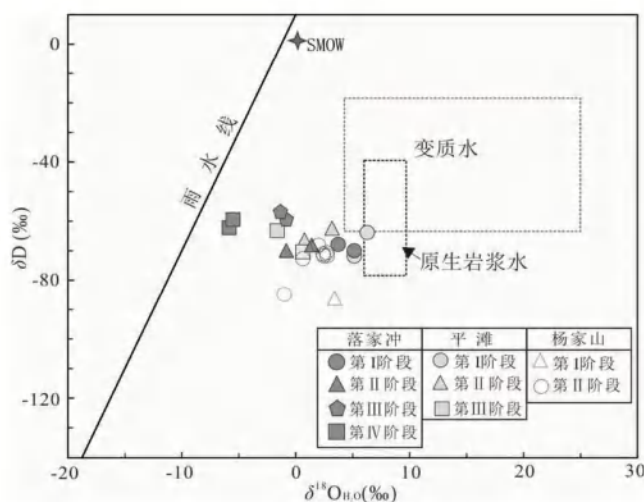 0
SMOW
雨水线
变质水
-40
δD (‰)
原生岩浆水
-80
落家冲 平滩 杨家山
第Ⅰ阶段 第Ⅰ阶段 第Ⅰ阶段
第Ⅱ阶段 第Ⅱ阶段 第Ⅱ阶段
第Ⅲ阶段 第Ⅲ阶段
第Ⅳ阶段
-120
-20 -10 0 10 20 30
δ¹⁸O_H₂O(‰)